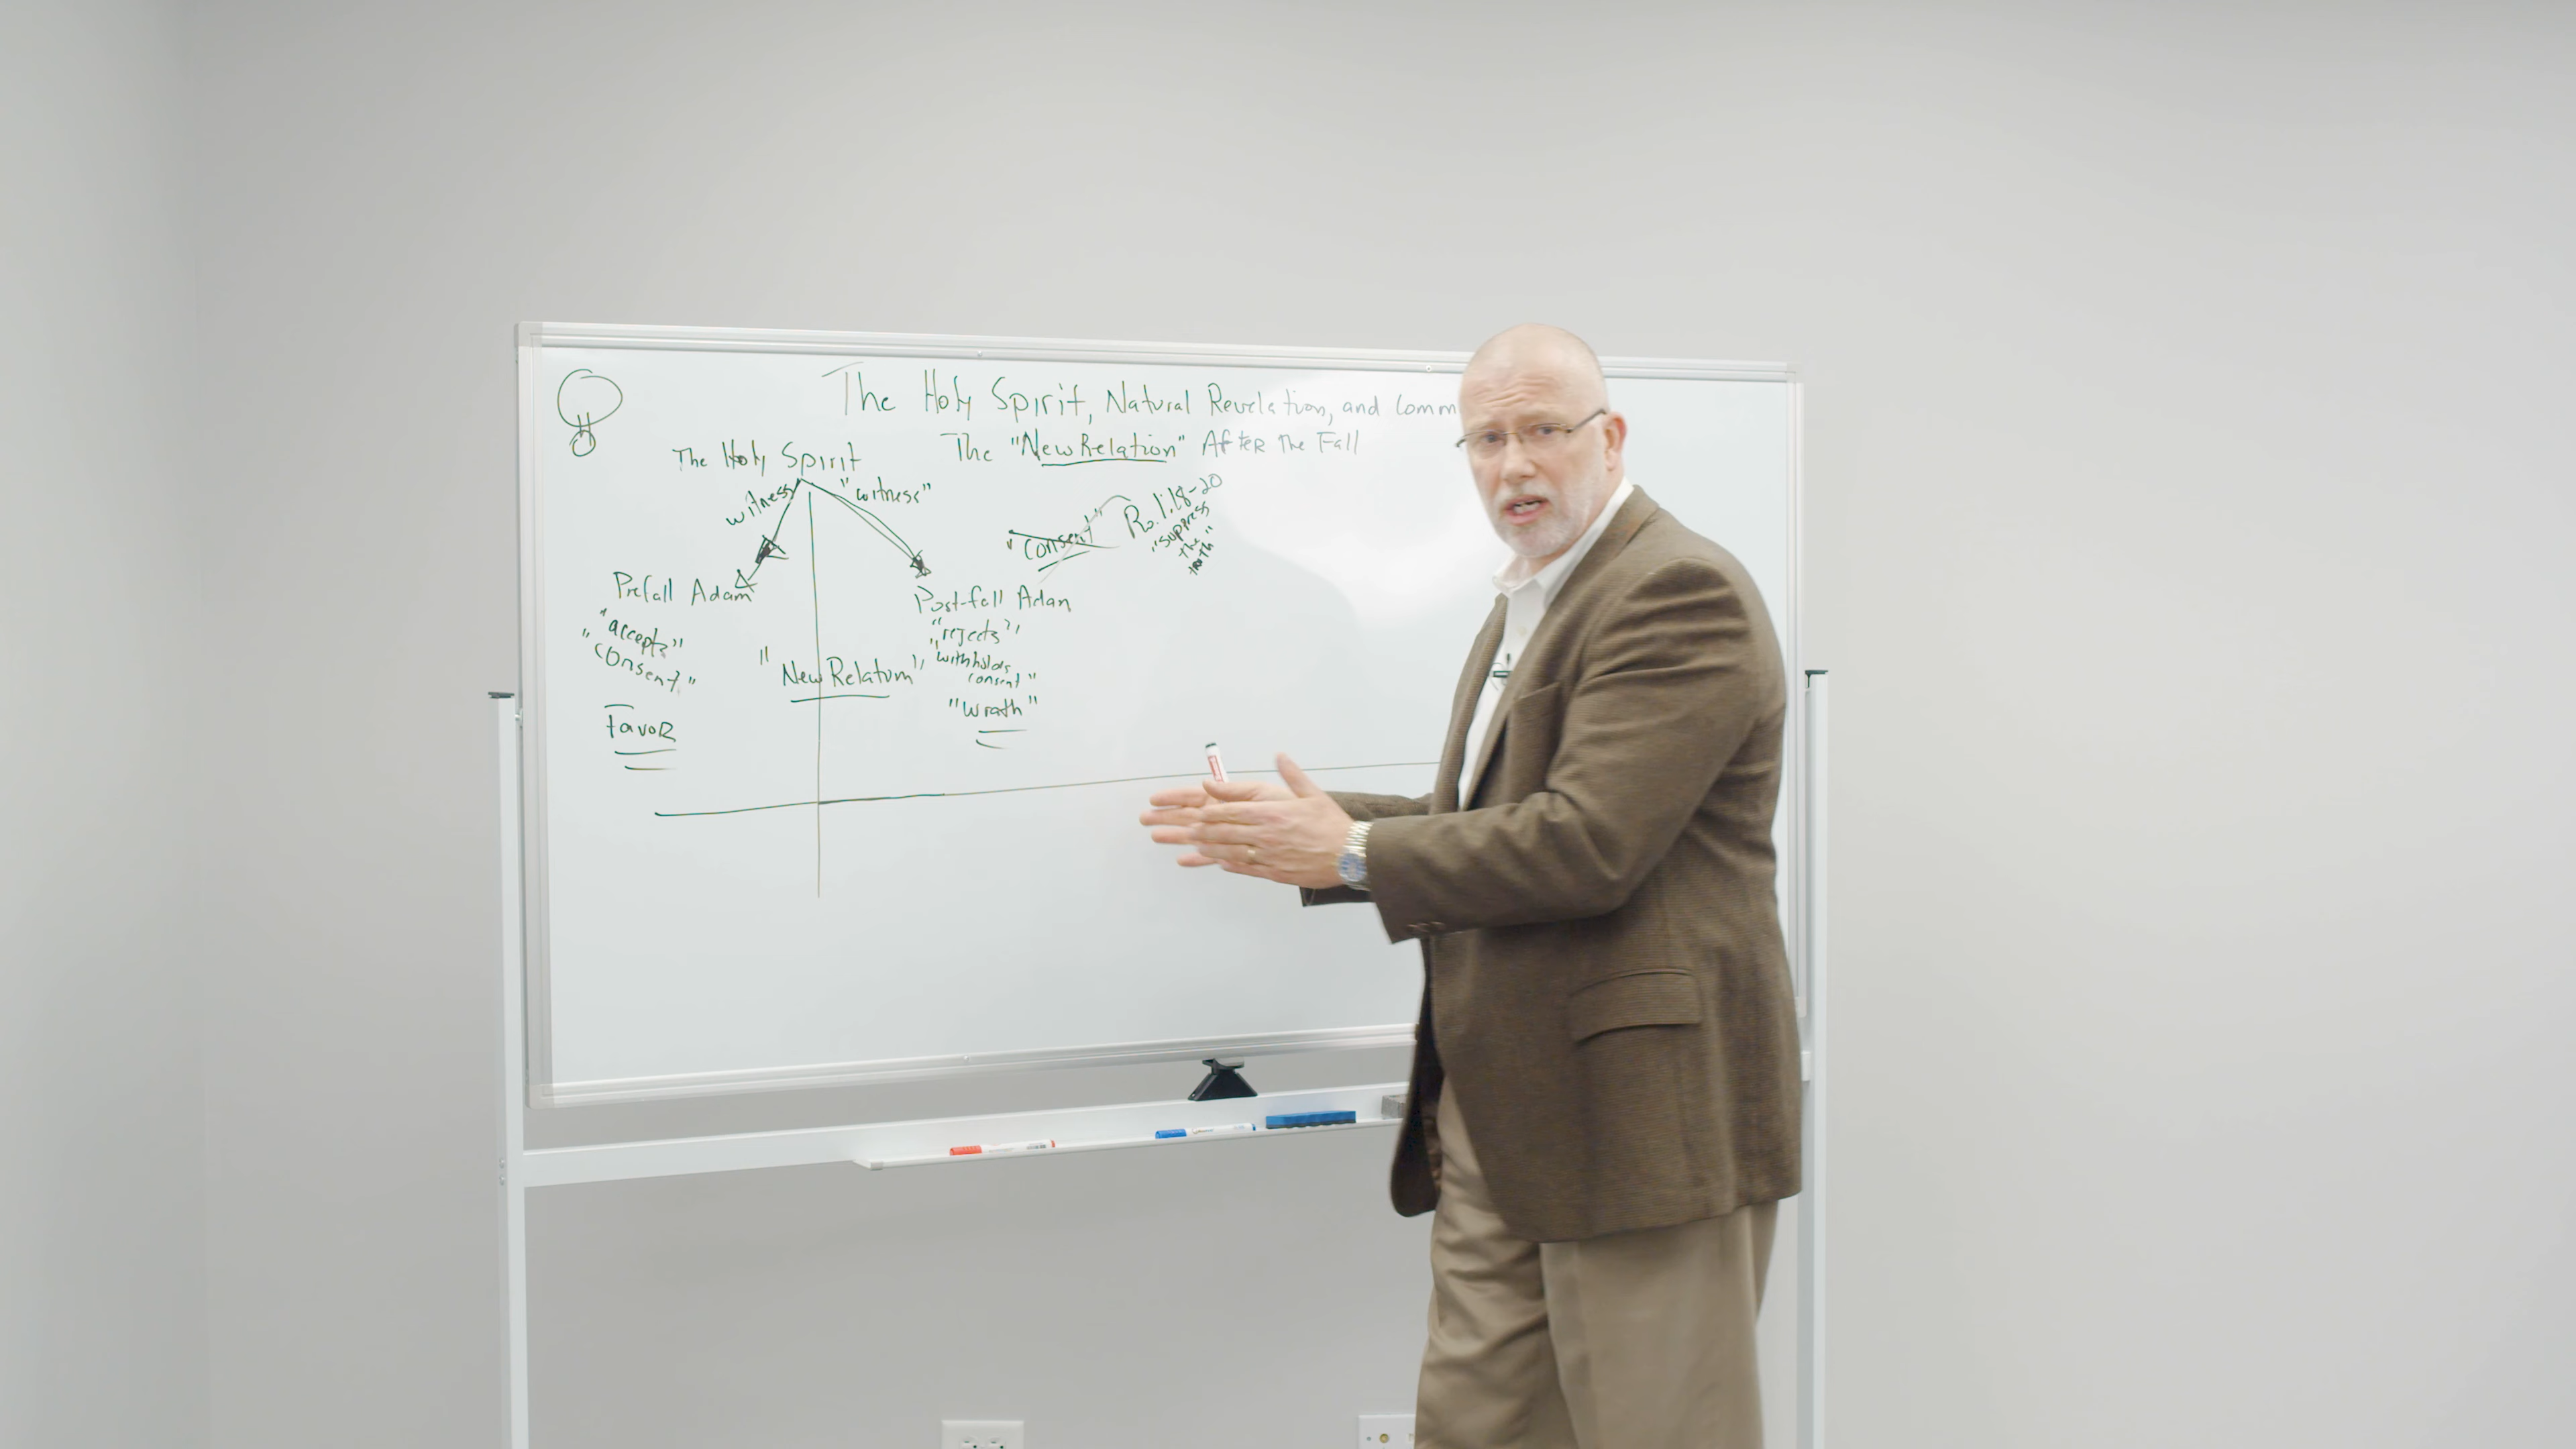 The Holy Spirit, Natural Revelation, and Comm
The "New Relation" After the Fall
The Holy Spirit
witness
"witness"
"Consent"
Ro. 1:18-20
"suppress
the"
truth"
Prefall Adam
"accepts"
"Consent"
Favor
"New Relation"
Post-fall Adam
"rejects"
"withholds
consent"
"Wrath"